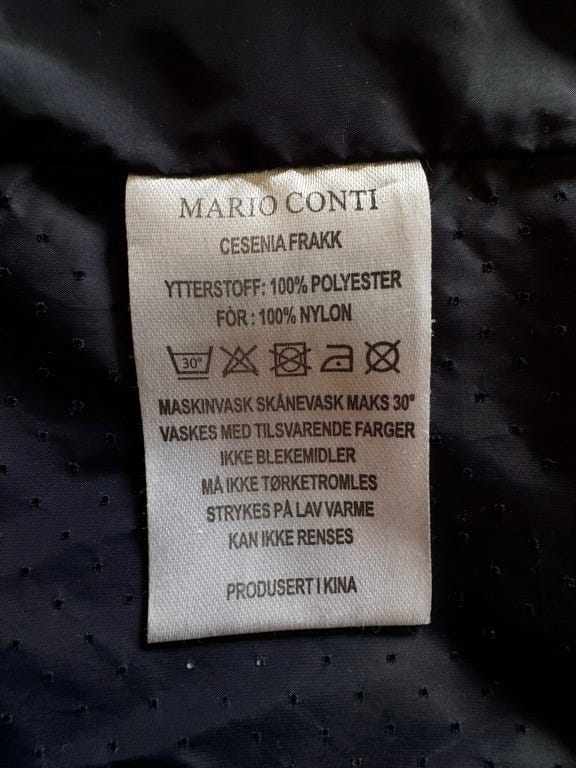 MARIO CONTI
CESENIA FRAKK
YTTERSTOFF: 100% POLYESTER
FÒR : 100% NYLON
30°
MASKINVASK SKÅNEVASK MAKS 30°
VASKES MED TILSVARENDE FARGER
IKKE BLEKEMIDLER
MÅ IKKE TØRKETROMLES
STRYKES PÅ LAV VARME
KAN IKKE RENSES
PRODUSERT I KINA